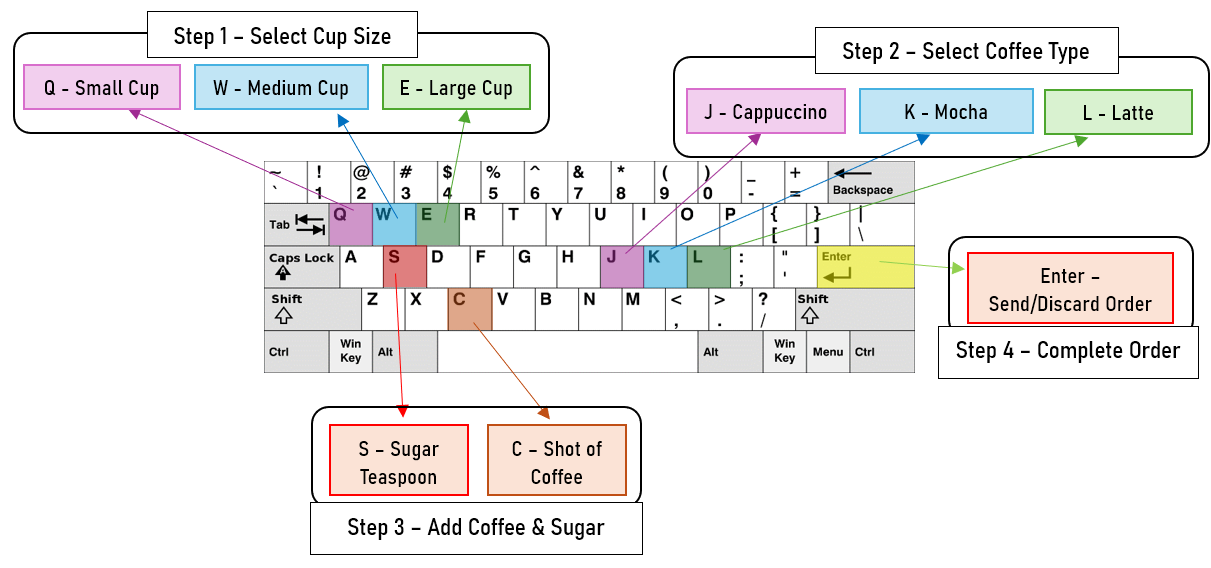 Step 1 – Select Cup Size
Q - Small Cup
W - Medium Cup
E - Large Cup
Step 2 – Select Coffee Type
J - Cappuccino
K - Mocha
L - Latte
~ ! @ # $ % ^ & * ( ) _ +
` 1 2 3 4 5 6 7 8 9 0 - =
Backspace
Tab Q W E R T Y U I O P { } |
[ ] \
Caps Lock A S D F G H J K L : " Enter
; '
Shift Z X C V B N M < > ? Shift
, . /
Ctrl Win Key Alt Alt Win Key Menu Ctrl
Enter –
Send/Discard Order
Step 4 – Complete Order
S – Sugar
Teaspoon
C – Shot of
Coffee
Step 3 – Add Coffee & Sugar